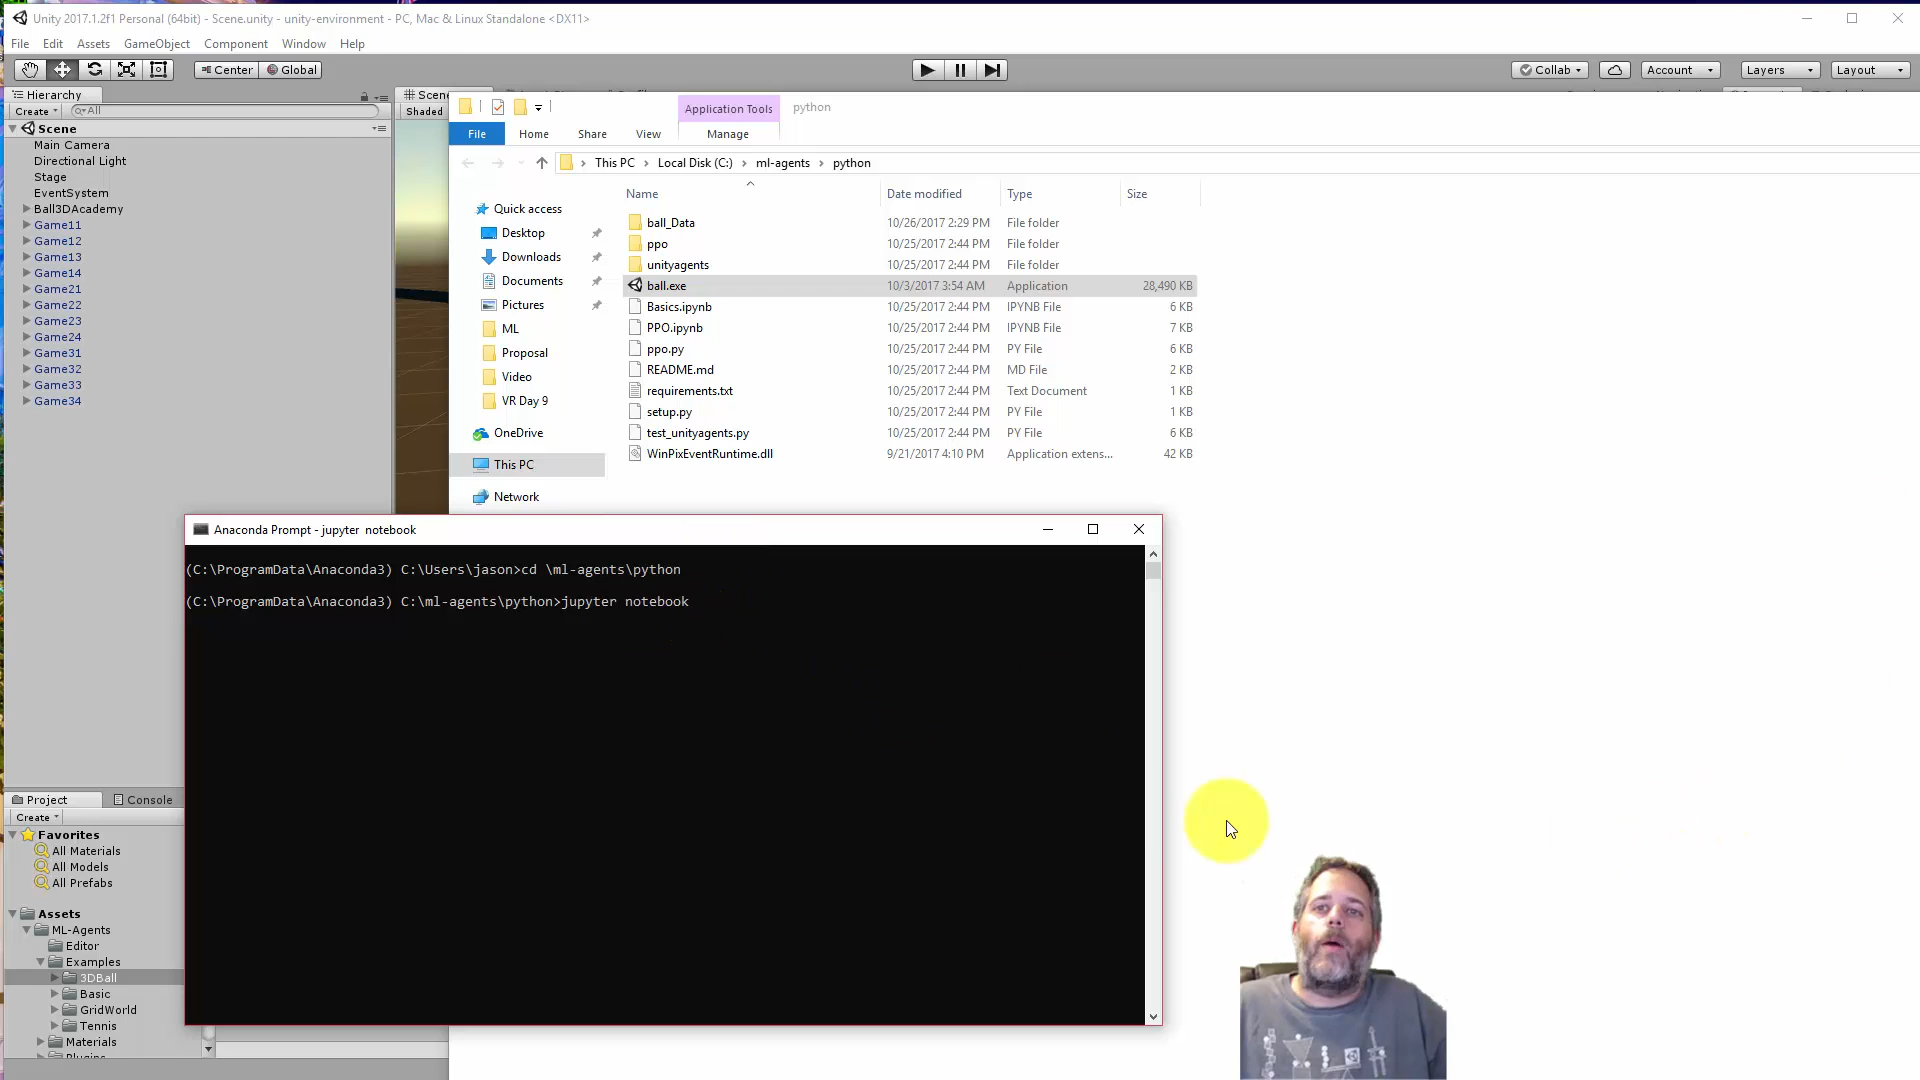 Unity 2017.1.2f1 Personal (64bit) - Scene.unity - unity-environment - PC, Mac & Linux Standalone <DX11>
File Edit Assets GameObject Component Window Help
Center Global Collab Account Layers Layout
Hierarchy
Create All
Scene
Main Camera
Directional Light
Stage
EventSystem
Ball3DAcademy
Game11
Game12
Game13
Game14
Game21
Game22
Game23
Game24
Game31
Game32
Game33
Game34
Scene
Shaded
Application Tools python
File Home Share View Manage
This PC Local Disk (C:) ml-agents python
Quick access
Desktop
Downloads
Documents
Pictures
ML
Proposal
Video
VR Day 9
OneDrive
This PC
Network
Name Date modified Type Size
ball_Data 10/26/2017 2:29 PM File folder
ppo 10/25/2017 2:44 PM File folder
unityagents 10/25/2017 2:44 PM File folder
ball.exe 10/3/2017 3:54 AM Application 28,490 KB
Basics.ipynb 10/25/2017 2:44 PM IPYNB File 6 KB
PPO.ipynb 10/25/2017 2:44 PM IPYNB File 7 KB
ppo.py 10/25/2017 2:44 PM PY File 6 KB
README.md 10/25/2017 2:44 PM MD File 2 KB
requirements.txt 10/25/2017 2:44 PM Text Document 1 KB
setup.py 10/25/2017 2:44 PM PY File 1 KB
test_unityagents.py 10/25/2017 2:44 PM PY File 6 KB
WinPixEventRuntime.dll 9/21/2017 4:10 PM Application extens... 42 KB
Anaconda Prompt - jupyter notebook
(C:\ProgramData\Anaconda3) C:\Users\jason>cd \ml-agents\python
(C:\ProgramData\Anaconda3) C:\ml-agents\python>jupyter notebook
Project Console
Create
Favorites
All Materials
All Models
All Prefabs
Assets
ML-Agents
Editor
Examples
3DBall
Basic
GridWorld
Tennis
Materials
Plugins